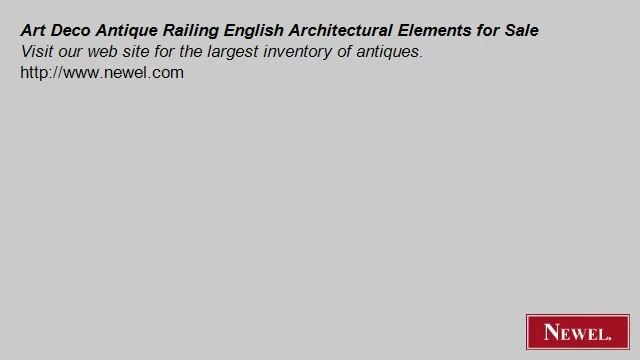 Art Deco Antique Railing English Architectural Elements for Sale
Visit our web site for the largest inventory of antiques.
http://www.newel.com
NEWEL.